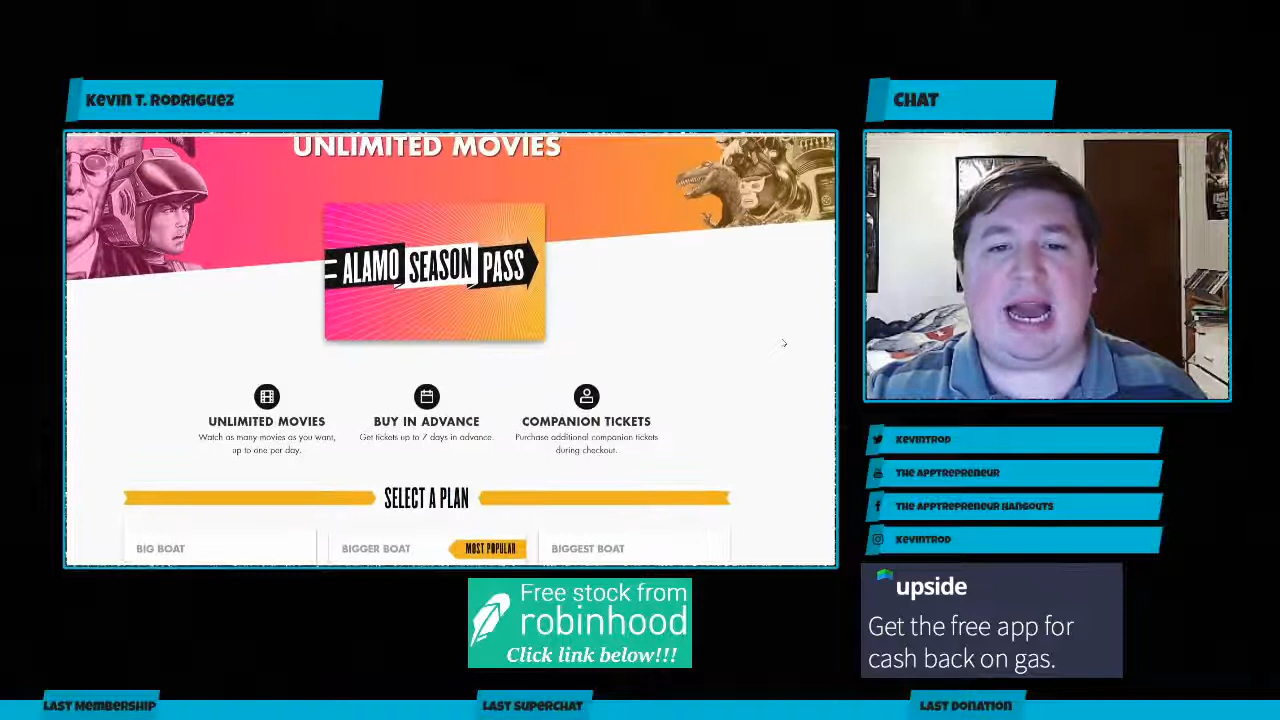 Kevin T. Rodriguez
CHAT
UNLIMITED MOVIES
ALAMO SEASON PASS
UNLIMITED MOVIES
Watch as many movies as you want,
up to one per day.
BUY IN ADVANCE
Get tickets up to 7 days in advance.
COMPANION TICKETS
Purchase additional companion tickets
during checkout.
SELECT A PLAN
BIG BOAT
BIGGER BOAT
MOST POPULAR
BIGGEST BOAT
KevinTRod
The Apptrepreneur
The Apptrepreneur Hangouts
KevinTRod
Free stock from
robinhood
Click link below!!!
upside
Get the free app for
cash back on gas.
Last Membership
Last Superchat
Last Donation